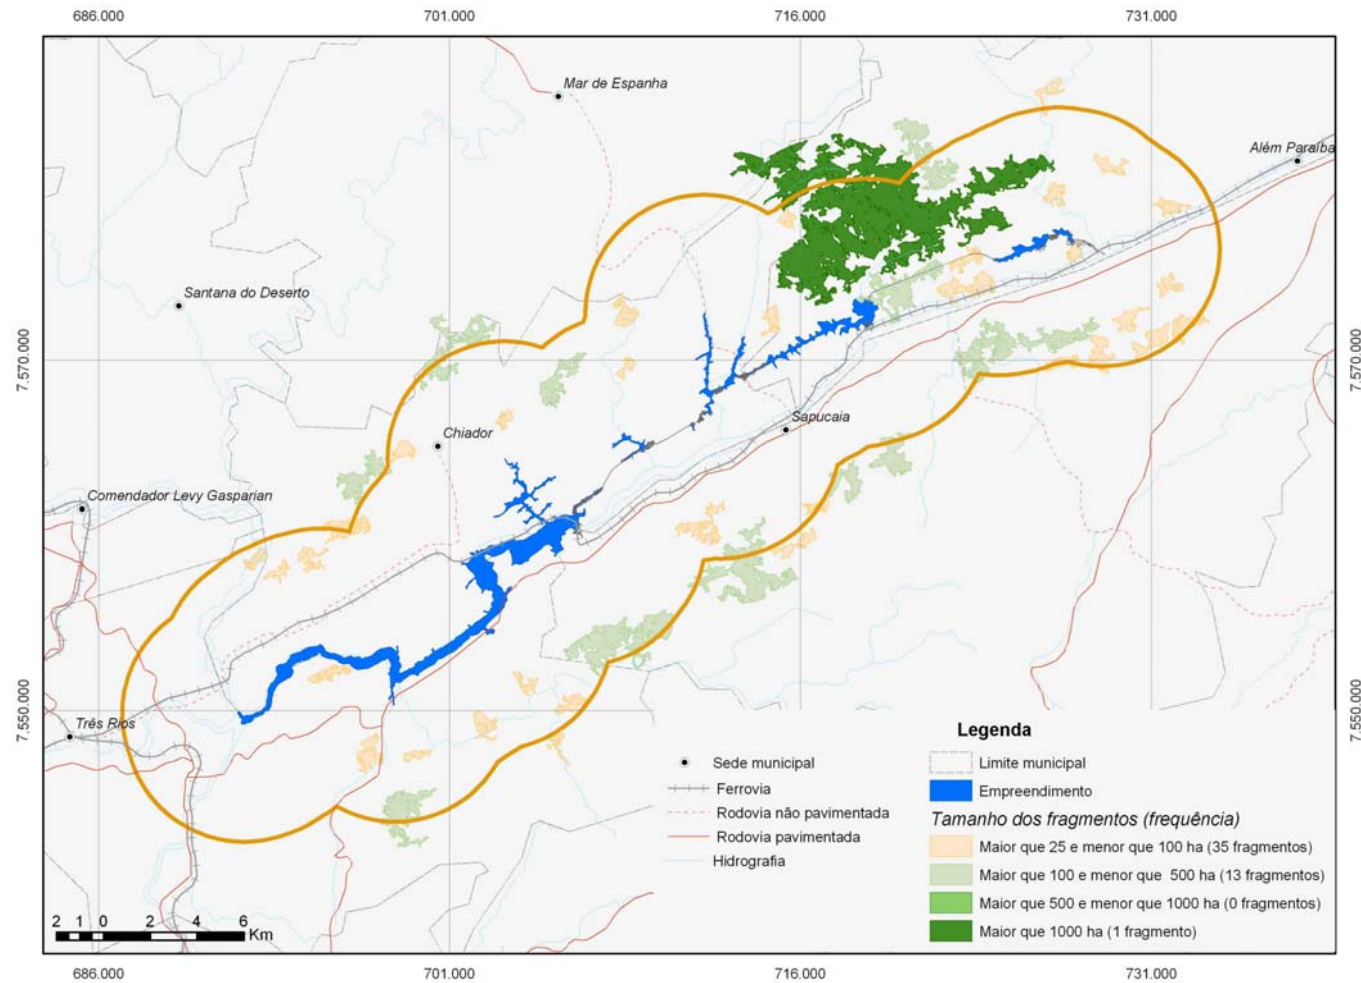 686.000 701.000 716.000 731.000
Mar de Espanha
Além Paraíba
Santana do Deserto
7.570.000 7.570.000
Sapucaia
Chiador
Comendador Levy Gasparian
Três Rios
7.550.000 7.550.000
Legenda
Sede municipal
Ferrovia
Rodovia não pavimentada
Rodovia pavimentada
Hidrografia
Limite municipal
Empreendimento
Tamanho dos fragmentos (frequência)
Maior que 25 e menor que 100 ha (35 fragmentos)
Maior que 100 e menor que 500 ha (13 fragmentos)
Maior que 500 e menor que 1000 ha (0 fragmentos)
Maior que 1000 ha (1 fragmento)
2 1 0 2 4 6
Km
686.000 701.000 716.000 731.000